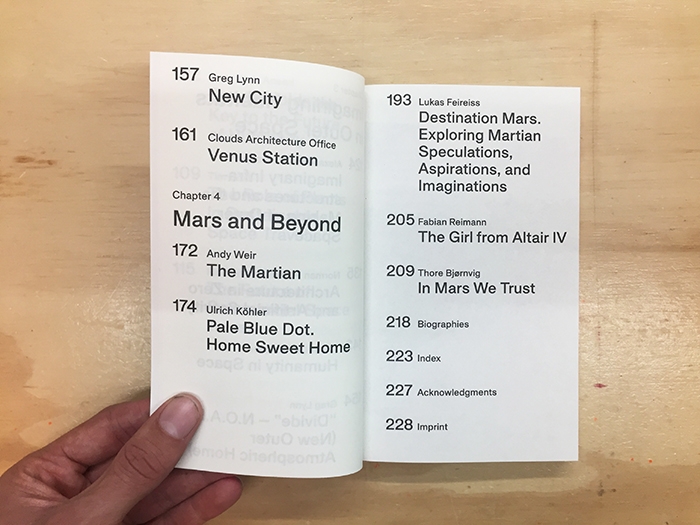 157 Greg Lynn
New City
161 Clouds Architecture Office
Venus Station
Chapter 4
Mars and Beyond
172 Andy Weir
The Martian
174 Ulrich Köhler
Pale Blue Dot.
Home Sweet Home
193 Lukas Feireiss
Destination Mars.
Exploring Martian
Speculations,
Aspirations, and
Imaginations
205 Fabian Reimann
The Girl from Altair IV
209 Thore Bjørnvig
In Mars We Trust
218 Biographies
223 Index
227 Acknowledgments
228 Imprint